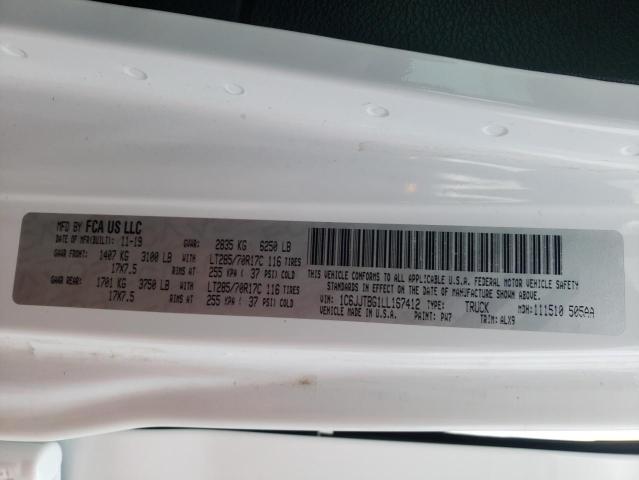 MFD BY FCA US LLC
DATE OF MFR(BUILT): 11-19 GVWR: 2835 KG 6250 LB
GAWR FRONT: 1407 KG 3100 LB WITH LT285/70R17C 116 TIRES
17X7.5 RIMS AT 255 KPA ( 37 PSI) COLD
GAWR REAR: 1701 KG 3750 LB WITH LT285/70R17C 116 TIRES
17X7.5 RIMS AT 255 KPA ( 37 PSI) COLD
THIS VEHICLE CONFORMS TO ALL APPLICABLE U.S.A. FEDERAL MOTOR VEHICLE SAFETY
STANDARDS IN EFFECT ON THE DATE OF MANUFACTURE SHOWN ABOVE.
VIN: 1C6JJTBG1LL167412 TYPE: TRUCK MDH: 111510 505AA
VEHICLE MADE IN U.S.A. PAINT: PW7 TRIM: ALX9